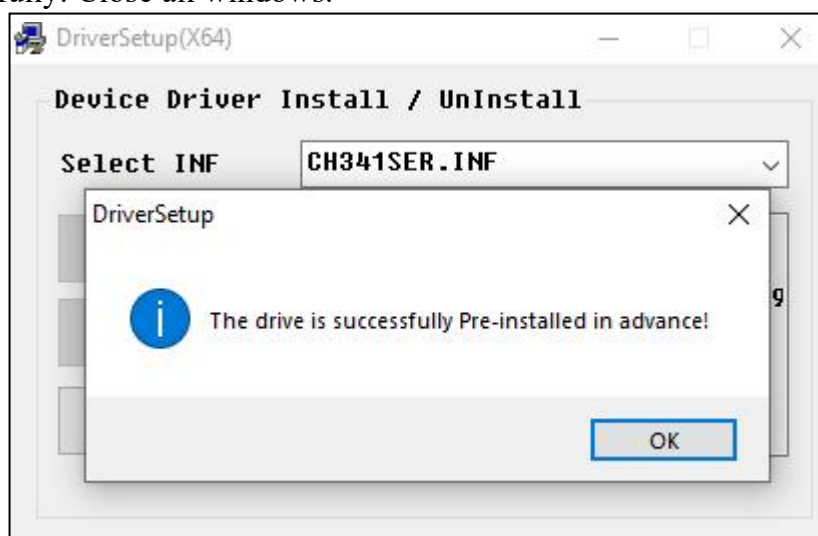 fully. Close all windows.
DriverSetup(X64)
Device Driver Install / UnInstall
Select INF
CH341SER.INF
DriverSetup
The drive is successfully Pre-installed in advance!
OK